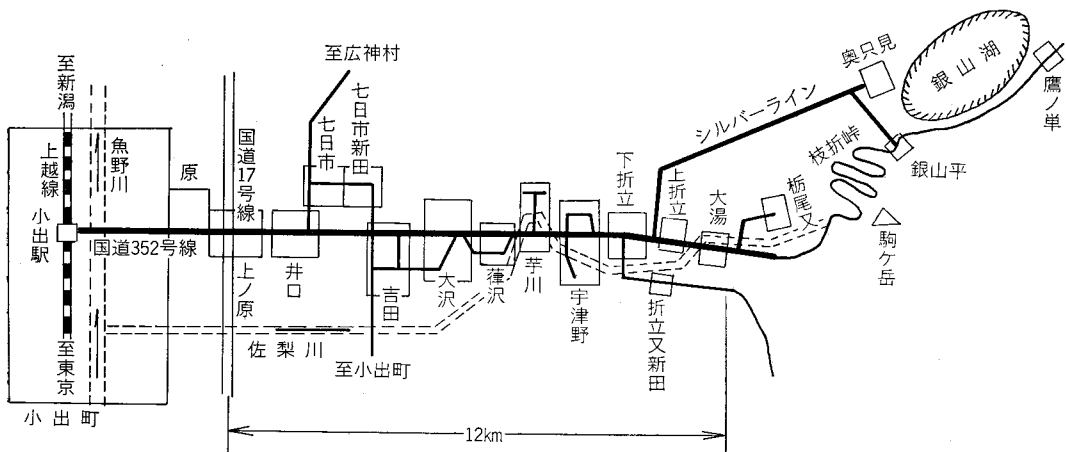 至新潟
上越線
小出駅
至東京
小出町
魚野川
原
国道17号線
国道352号線
上ノ原
井口
至広神村
七日市
七日市新田
吉田
至小出町
佐梨川
大沢
葎沢
芋川
宇津野
下折立
折立又新田
上折立
大湯
栃尾又
シルバーライン
奥只見
銀山湖
鷹ノ巣
銀山平
枝折峠
駒ケ岳
12km